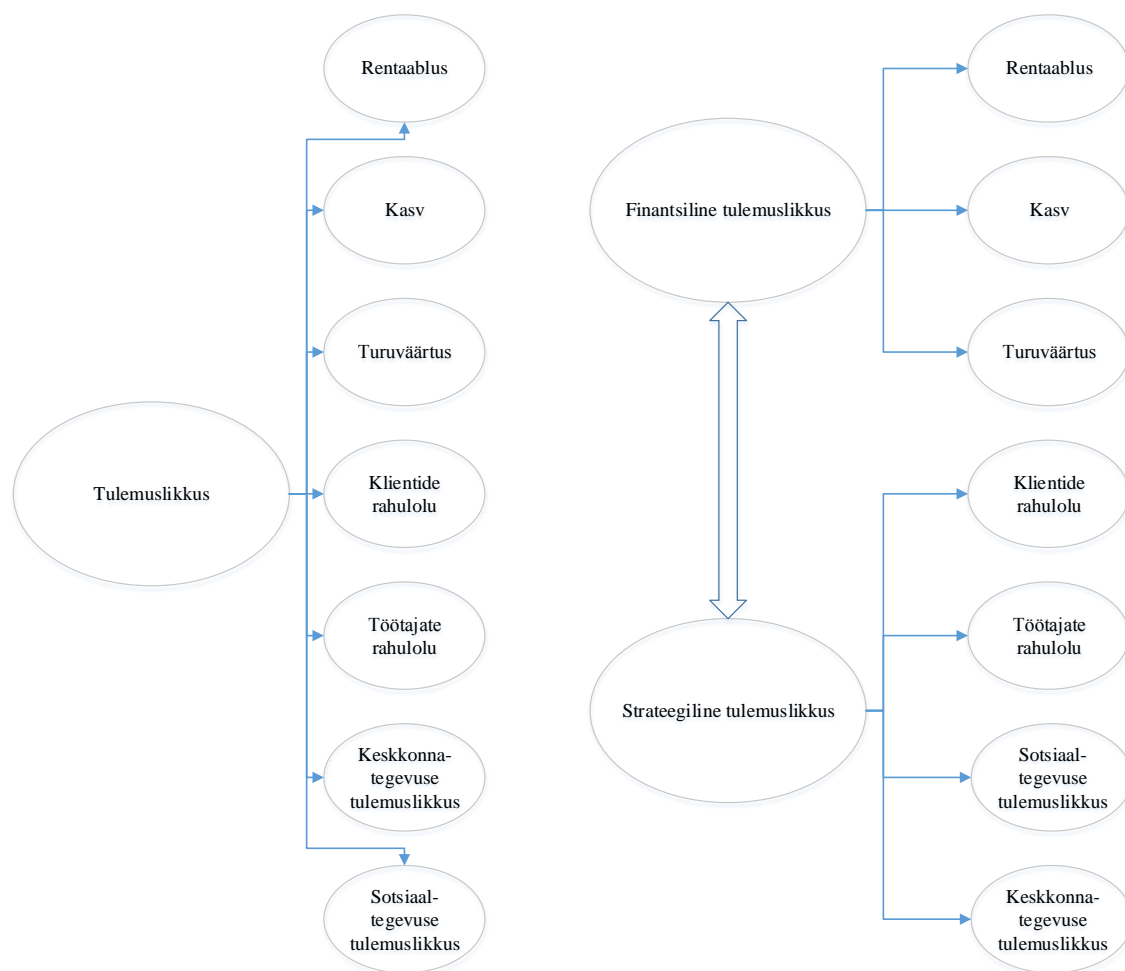 Rentaablus
Kasv
Turuväärtus
Tulemuslikkus
Klientide
rahulolu
Töötajate
rahulolu
Keskkonna-
tegevuse
tulemuslikkus
Sotsiaal-
tegevuse
tulemuslikkus
Finantsiline tulemuslikkus
Rentaablus
Kasv
Turuväärtus
Strateegiline tulemuslikkus
Klientide
rahulolu
Töötajate
rahulolu
Sotsiaal-
tegevuse
tulemuslikkus
Keskkonna-
tegevuse
tulemuslikkus